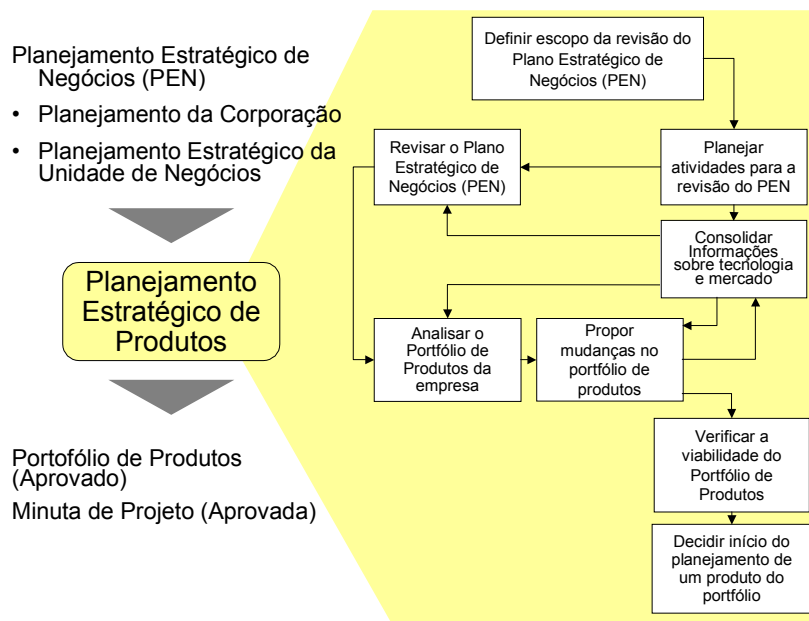 Planejamento Estratégico de
Negócios (PEN)
• Planejamento da Corporação
• Planejamento Estratégico da
Unidade de Negócios
Planejamento
Estratégico de
Produtos
Portofólio de Produtos
(Aprovado)
Minuta de Projeto (Aprovada)
Definir escopo da revisão do
Plano Estratégico de
Negócios (PEN)
Revisar o Plano
Estratégico de
Negócios (PEN)
Planejar
atividades para a
revisão do PEN
Consolidar
Informações
sobre tecnologia
e mercado
Analisar o
Portfólio de
Produtos da
empresa
Propor
mudanças no
portfólio de
produtos
Verificar a
viabilidade do
Portfólio de
Produtos
Decidir início do
planejamento de
um produto do
portfólio